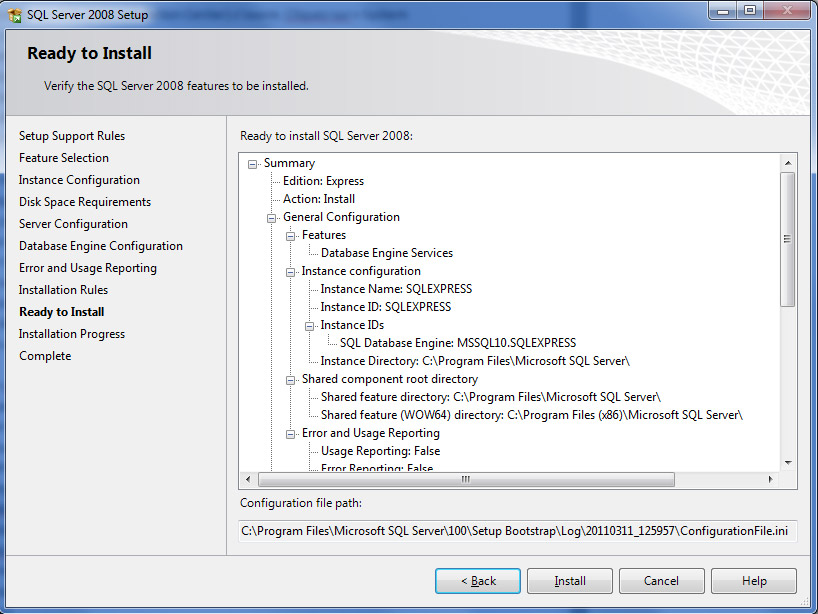 SQL Server 2008 Setup
Ready to Install
Verify the SQL Server 2008 features to be installed.
Setup Support Rules
Feature Selection
Instance Configuration
Disk Space Requirements
Server Configuration
Database Engine Configuration
Error and Usage Reporting
Installation Rules
Ready to Install
Installation Progress
Complete
Ready to install SQL Server 2008:
Summary
Edition: Express
Action: Install
General Configuration
Features
Database Engine Services
Instance configuration
Instance Name: SQLEXPRESS
Instance ID: SQLEXPRESS
Instance IDs
SQL Database Engine: MSSQL10.SQLEXPRESS
Instance Directory: C:\Program Files\Microsoft SQL Server\
Shared component root directory
Shared feature directory: C:\Program Files\Microsoft SQL Server\
Shared feature (WOW64) directory: C:\Program Files (x86)\Microsoft SQL Server\
Error and Usage Reporting
Usage Reporting: False
Error Reporting: False
Configuration file path:
C:\Program Files\Microsoft SQL Server\100\Setup Bootstrap\Log\20110311_125957\ConfigurationFile.ini
< Back
Install
Cancel
Help